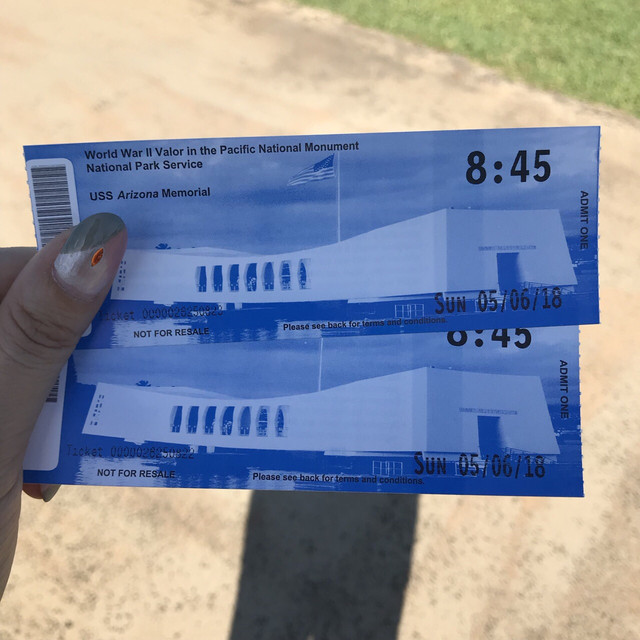 World War II Valor in the Pacific National Monument
National Park Service
USS Arizona Memorial
8:45
ADMIT ONE
SUN 05/06/18
NOT FOR RESALE
Please see back for terms and conditions.
8:45
ADMIT ONE
Ticket
SUN 05/06/18
NOT FOR RESALE
Please see back for terms and conditions.